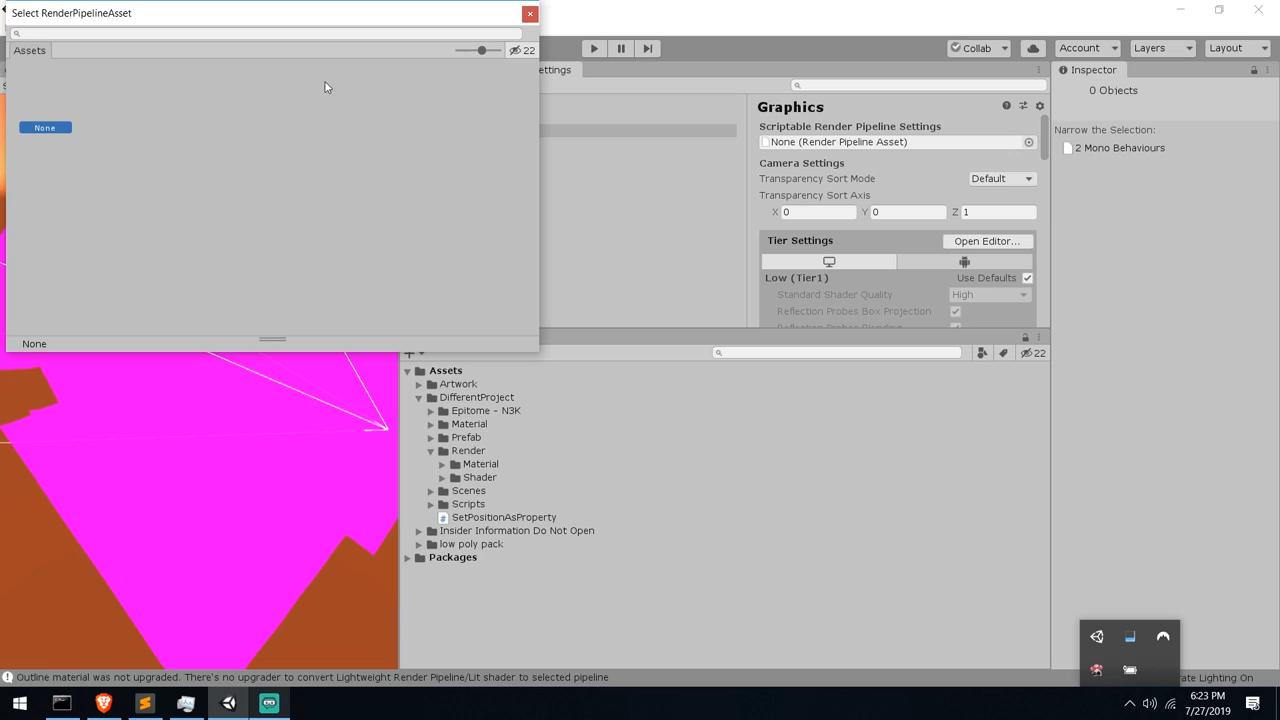 Select RenderPipelineAsset
Assets
22
None
None
Collab
Account
Layers
Layout
ettings
Graphics
Scriptable Render Pipeline Settings
None (Render Pipeline Asset)
Camera Settings
Transparency Sort Mode
Default
Transparency Sort Axis
X 0 Y 0 Z 1
Tier Settings
Open Editor...
Low (Tier1)
Use Defaults
Standard Shader Quality
High
Reflection Probes Box Projection
Reflection Probes Blending
Inspector
0 Objects
Narrow the Selection:
2 Mono Behaviours
22
Assets
Artwork
DifferentProject
Epitome - N3K
Material
Prefab
Render
Material
Shader
Scenes
Scripts
SetPositionAsProperty
Insider Information Do Not Open
low poly pack
Packages
Outline material was not upgraded. There's no upgrader to convert Lightweight Render Pipeline/Lit shader to selected pipeline
rate Lighting On
6:23 PM
7/27/2019